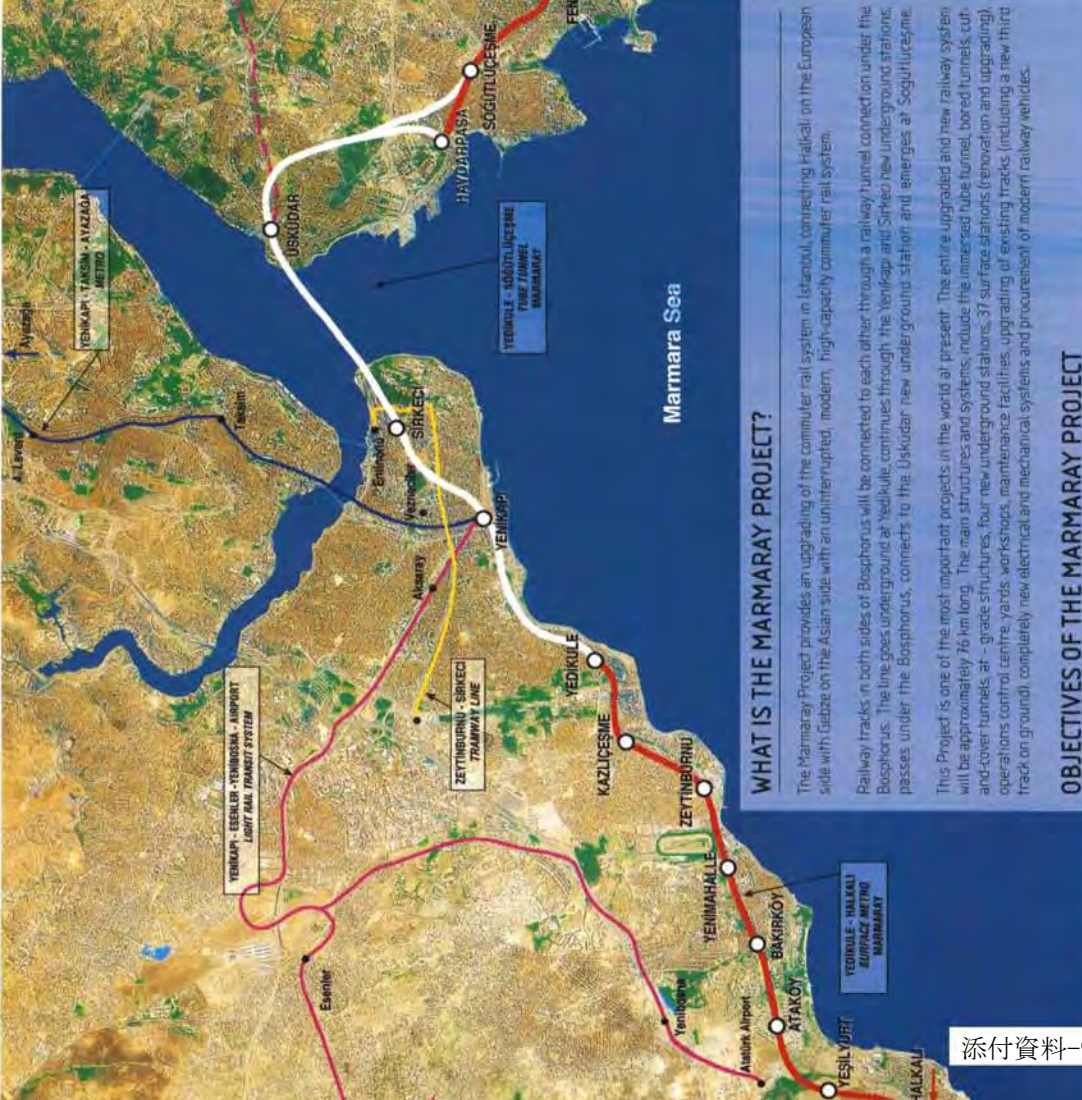 A. Levent
Ayazağa
YENİKAPI - TAKSİM - AYAZAĞA
METRO
Taksim
ÜSKÜDAR
HAYDARPAŞA
SÖĞÜTLÜÇEŞME
YEDİKULE - SÖĞÜTLÜÇEŞME
TUBE TUNNEL
MARMARAY
Eminönü
SİRKECİ
Vezneciler
YENİKAPI
Aksaray
YENİKAPI - ESENLER - YENİBOSNA - AIRPORT
LIGHT RAIL TRANSIT SYSTEM
ZEYTİNBURNU - SİRKECİ
TRAMWAY LINE
YEDİKULE
KAZLIÇEŞME
ZEYTİNBURNU
YENİMAHALLE
BAKIRKÖY
ATAKÖY
YEŞİLYURT
HALKALI
Esenler
Yenibosna
Atatürk Airport
YEDİKULE - HALKALI
SURFACE METRO
MARMARAY
Marmara Sea
WHAT IS THE MARMARAY PROJECT?
The Marmaray Project provides an upgrading of the commuter rail system in Istanbul, connecting Halkalı on the European
side with Gebze on the Asian side with an uninterrupted, modern, high-capacity commuter rail system.
Railway tracks in both sides of Bosphorus will be connected to each other through a railway tunnel connection under the
Bosphorus. The line goes underground at Yedikule, continues through the Yenikapı and Sirkeci new underground stations,
passes under the Bosphorus, connects to the Üsküdar new underground station and emerges at Sogutluçeşme.
This Project is one of the most important projects in the world at present. The entire upgraded and new railway system
will be approximately 76 km long. The main structures and systems; include the immersed tube tunnel, bored tunnels, cut-
and-cover tunnels, at - grade structures, four new underground stations, 37 surface stations (renovation and upgrading),
operations control centre, yards, workshops, maintenance facilities, upgrading of existing tracks (including a new third
track on ground), completely new electrical and mechanical systems and procurement of modern railway vehicles.
OBJECTIVES OF THE MARMARAY PROJECT
添付資料-